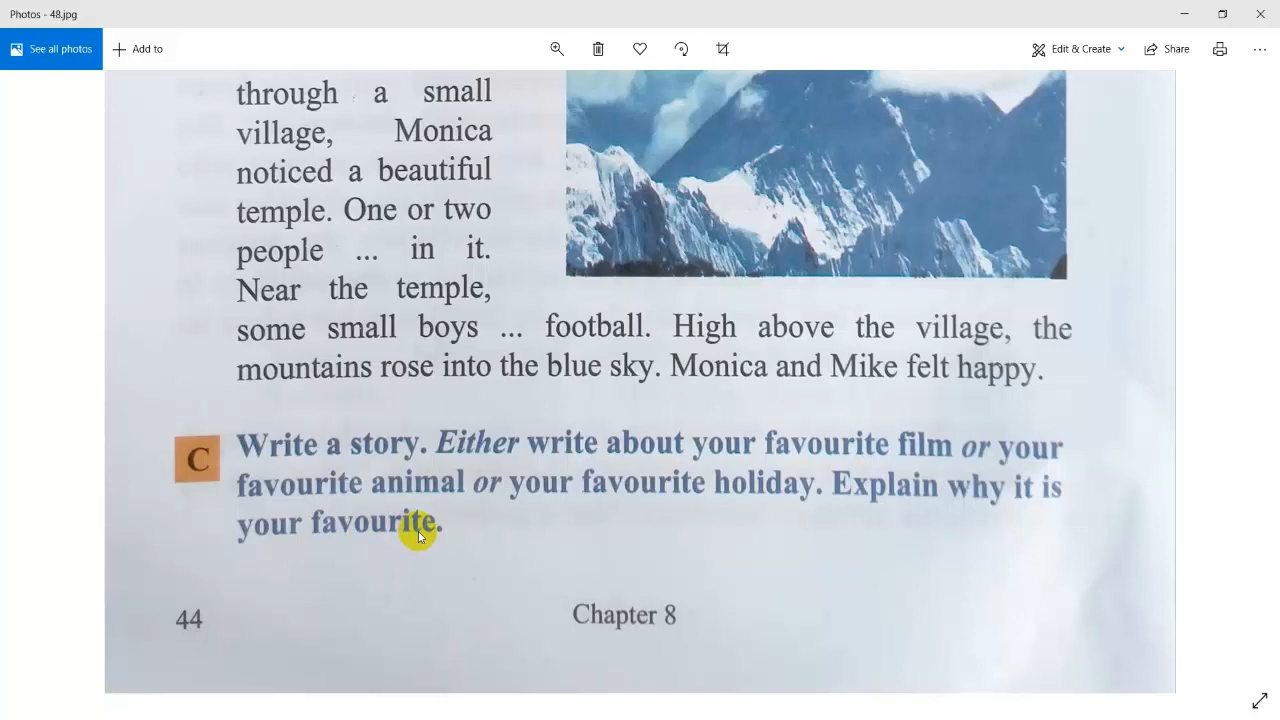 Photos - 48.jpg
See all photos
Add to
Edit & Create
Share
through a small
village, Monica
noticed a beautiful
temple. One or two
people ... in it.
Near the temple,
some small boys ... football. High above the village, the
mountains rose into the blue sky. Monica and Mike felt happy.
C
Write a story. Either write about your favourite film or your
favourite animal or your favourite holiday. Explain why it is
your favourite.
44
Chapter 8